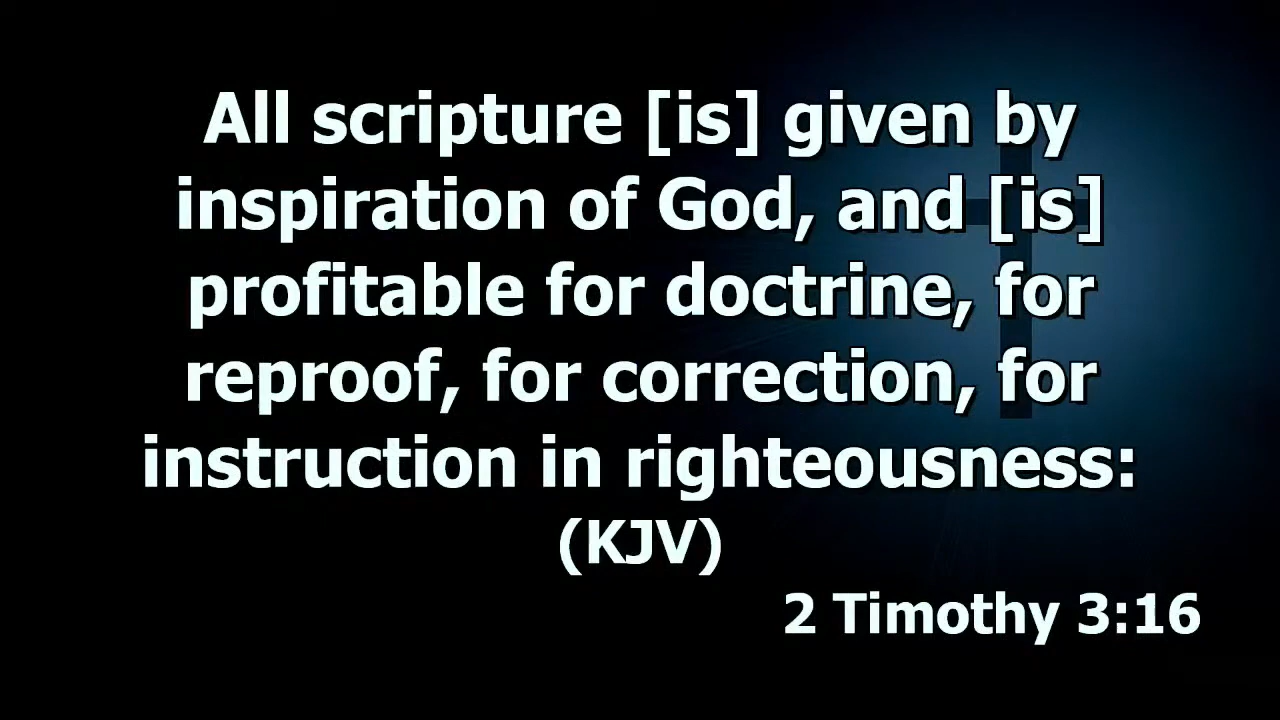 All scripture [is] given by
inspiration of God, and [is]
profitable for doctrine, for
reproof, for correction, for
instruction in righteousness:
(KJV)
2 Timothy 3:16